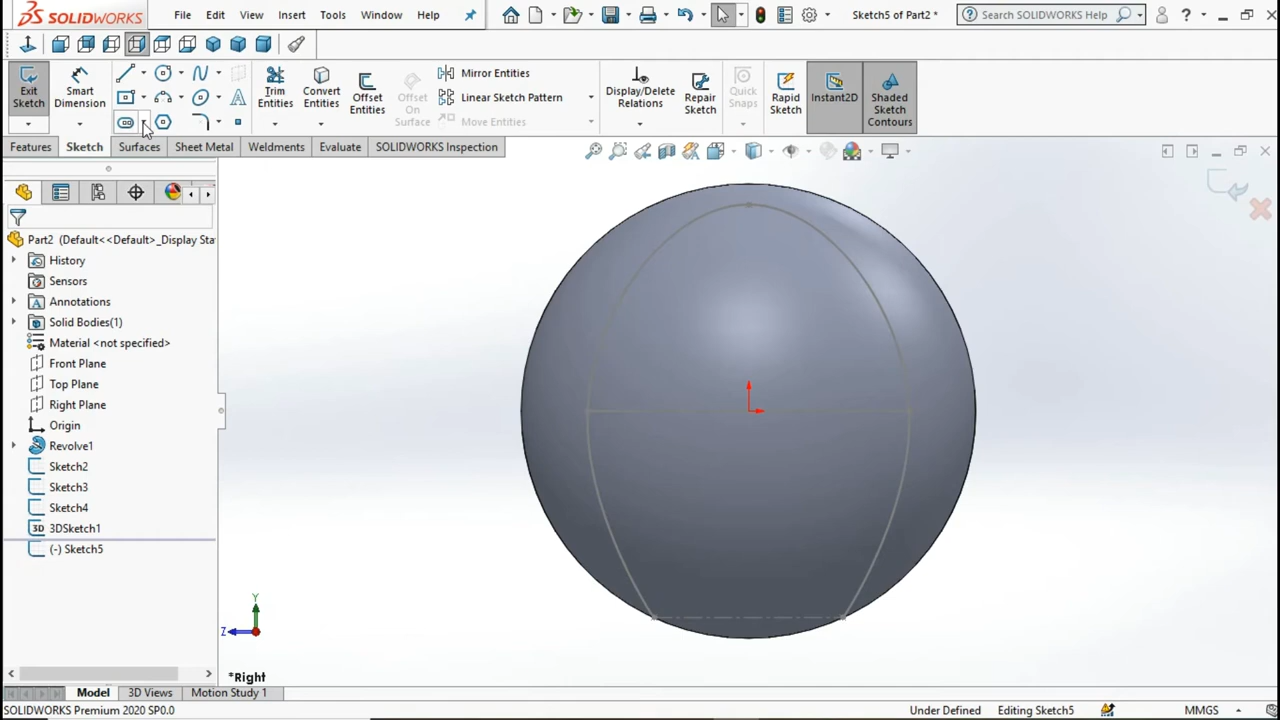 SOLIDWORKS File Edit View Insert Tools Window Help Sketch5 of Part2 * Search SOLIDWORKS Help
Exit Sketch
Smart Dimension
Trim Entities
Convert Entities
Offset Entities
Offset On Surface
Mirror Entities
Linear Sketch Pattern
Move Entities
Display/Delete Relations
Repair Sketch
Quick Snaps
Rapid Sketch
Instant2D
Shaded Sketch Contours
Features Sketch Surfaces Sheet Metal Weldments Evaluate SOLIDWORKS Inspection
Part2 (Default<<Default>_Display Sta
History
Sensors
Annotations
Solid Bodies(1)
Material <not specified>
Front Plane
Top Plane
Right Plane
Origin
Revolve1
Sketch2
Sketch3
Sketch4
3D 3DSketch1
(-) Sketch5
Y
Z
*Right
Model 3D Views Motion Study 1
SOLIDWORKS Premium 2020 SP0.0 Under Defined Editing Sketch5 MMGS